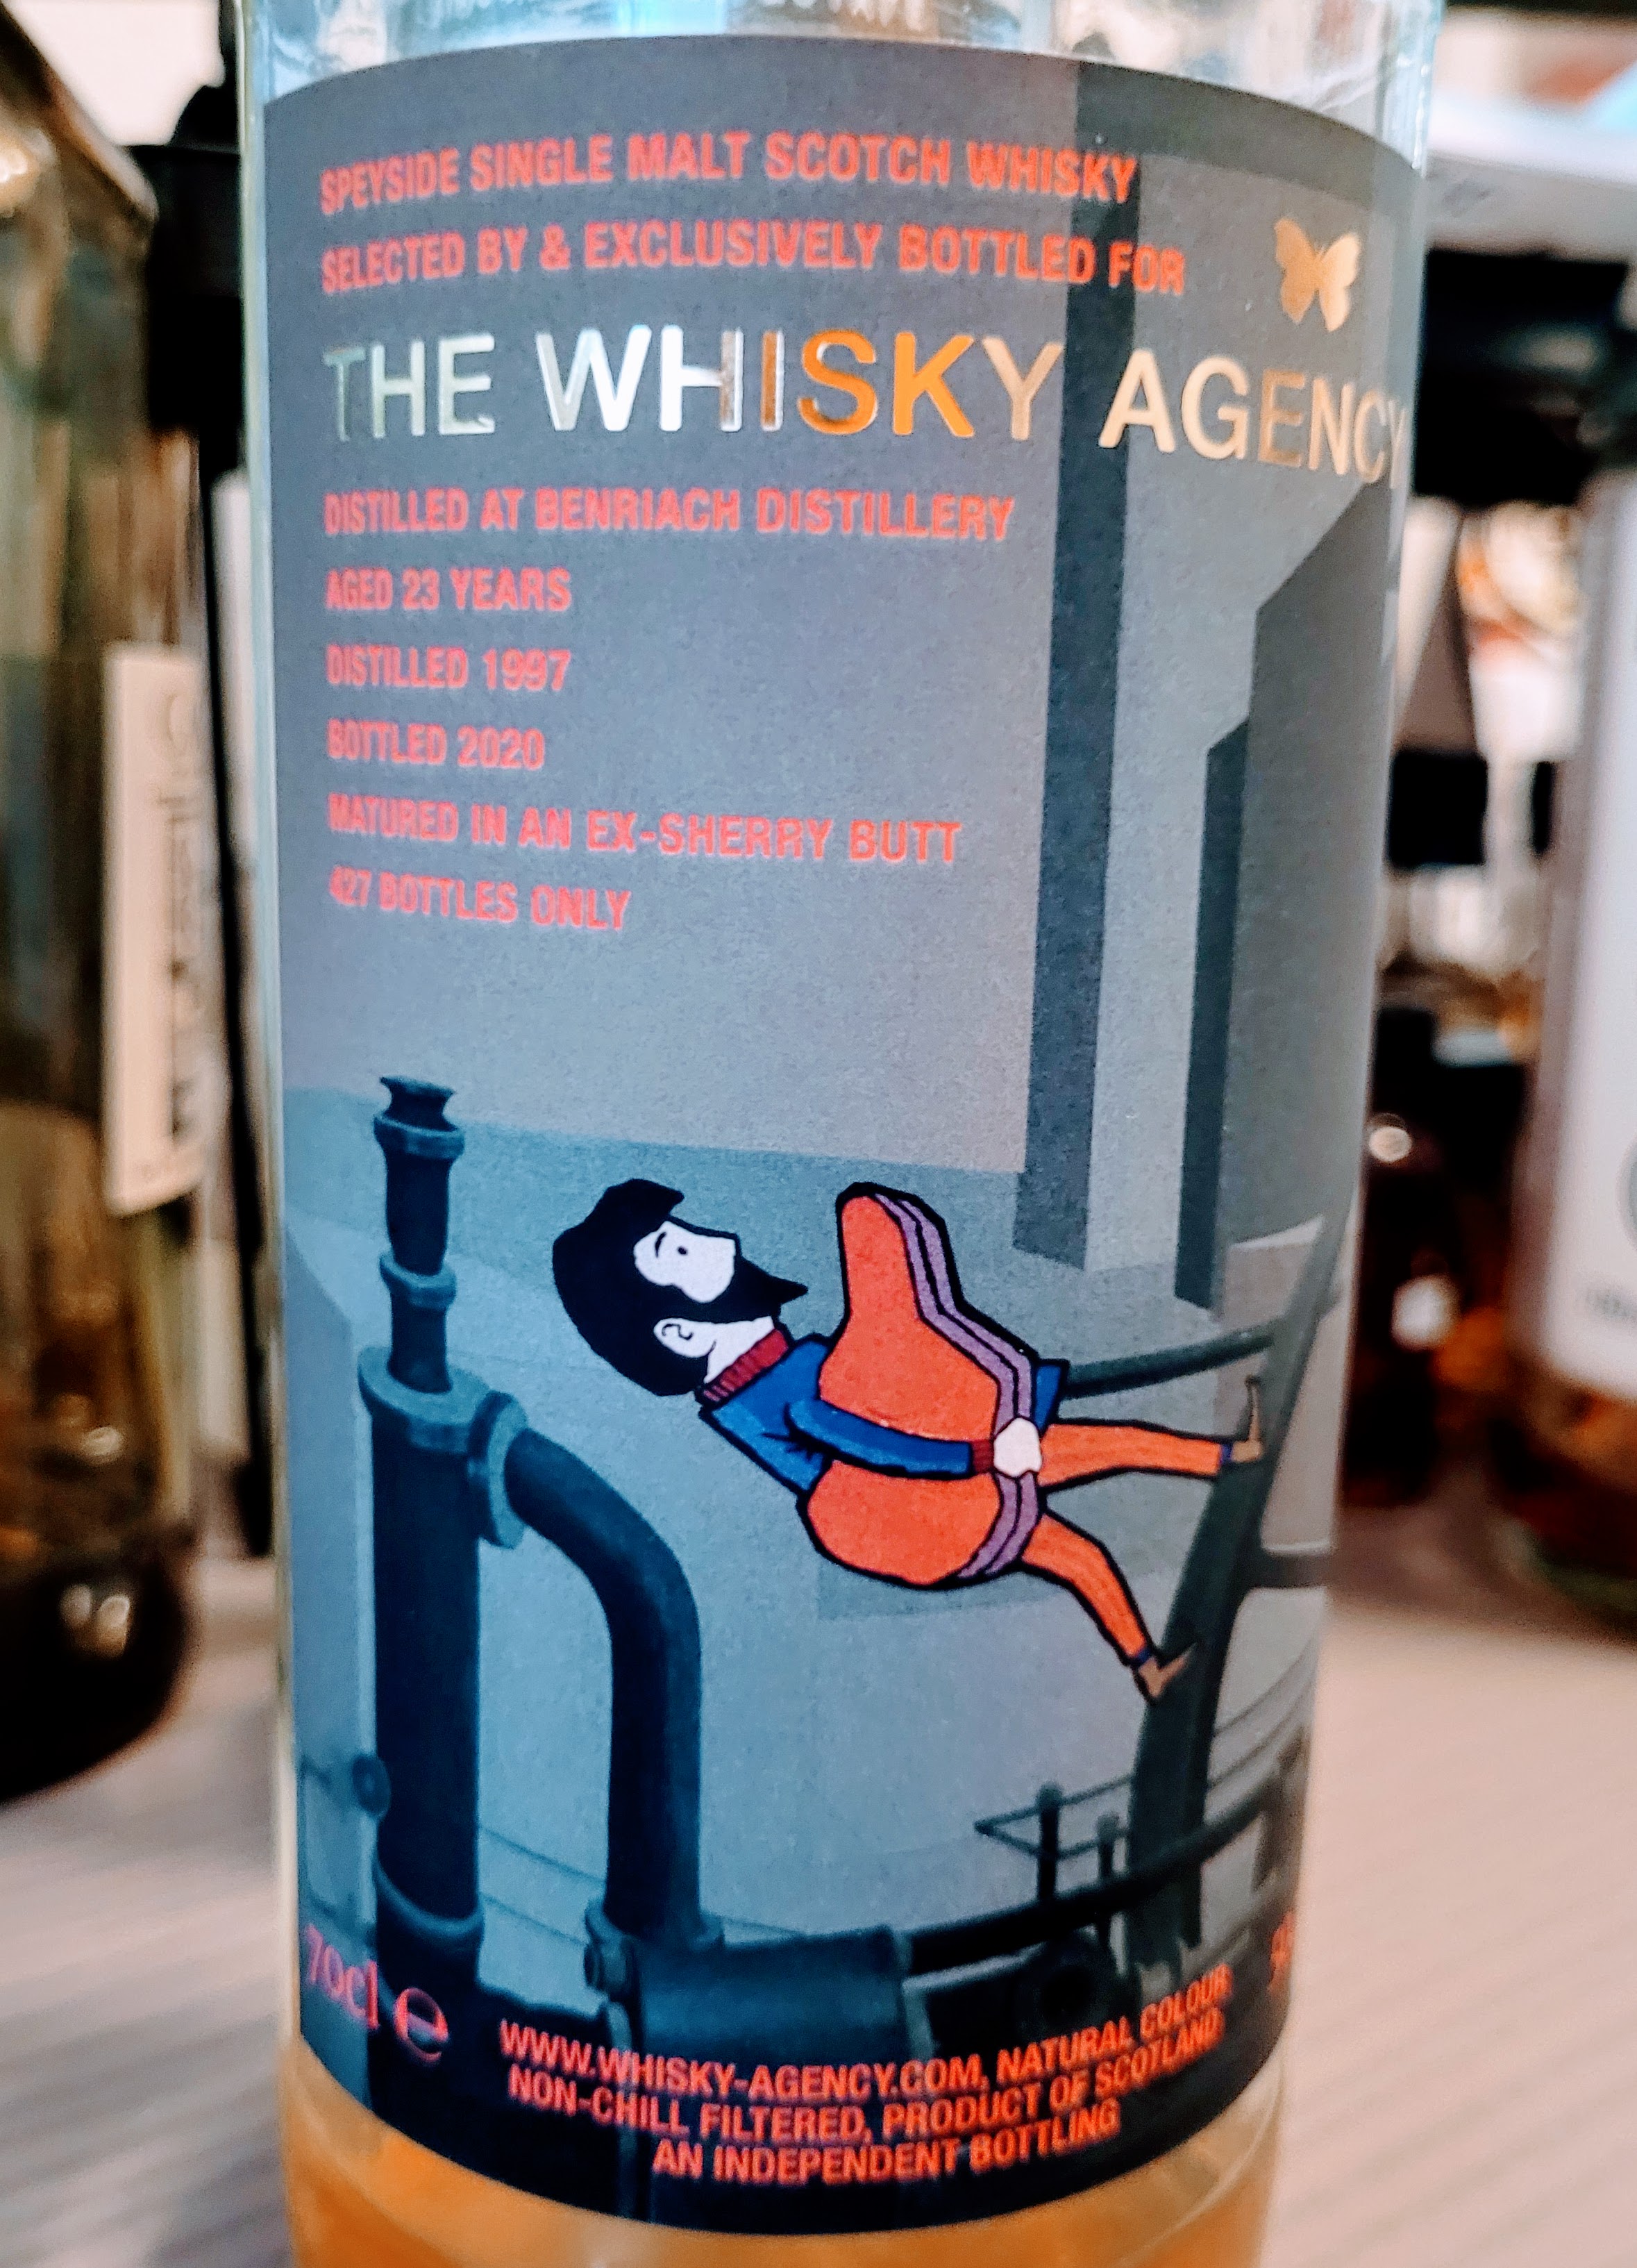 SPEYSIDE SINGLE MALT SCOTCH WHISKY
SELECTED BY & EXCLUSIVELY BOTTLED FOR
THE WHISKY AGENCY
DISTILLED AT BENRIACH DISTILLERY
AGED 23 YEARS
DISTILLED 1997
BOTTLED 2020
MATURED IN AN EX-SHERRY BUTT
427 BOTTLES ONLY
70cl e
WWW.WHISKY-AGENCY.COM, NATURAL COLOUR
NON-CHILL FILTERED, PRODUCT OF SCOTLAND
AN INDEPENDENT BOTTLING